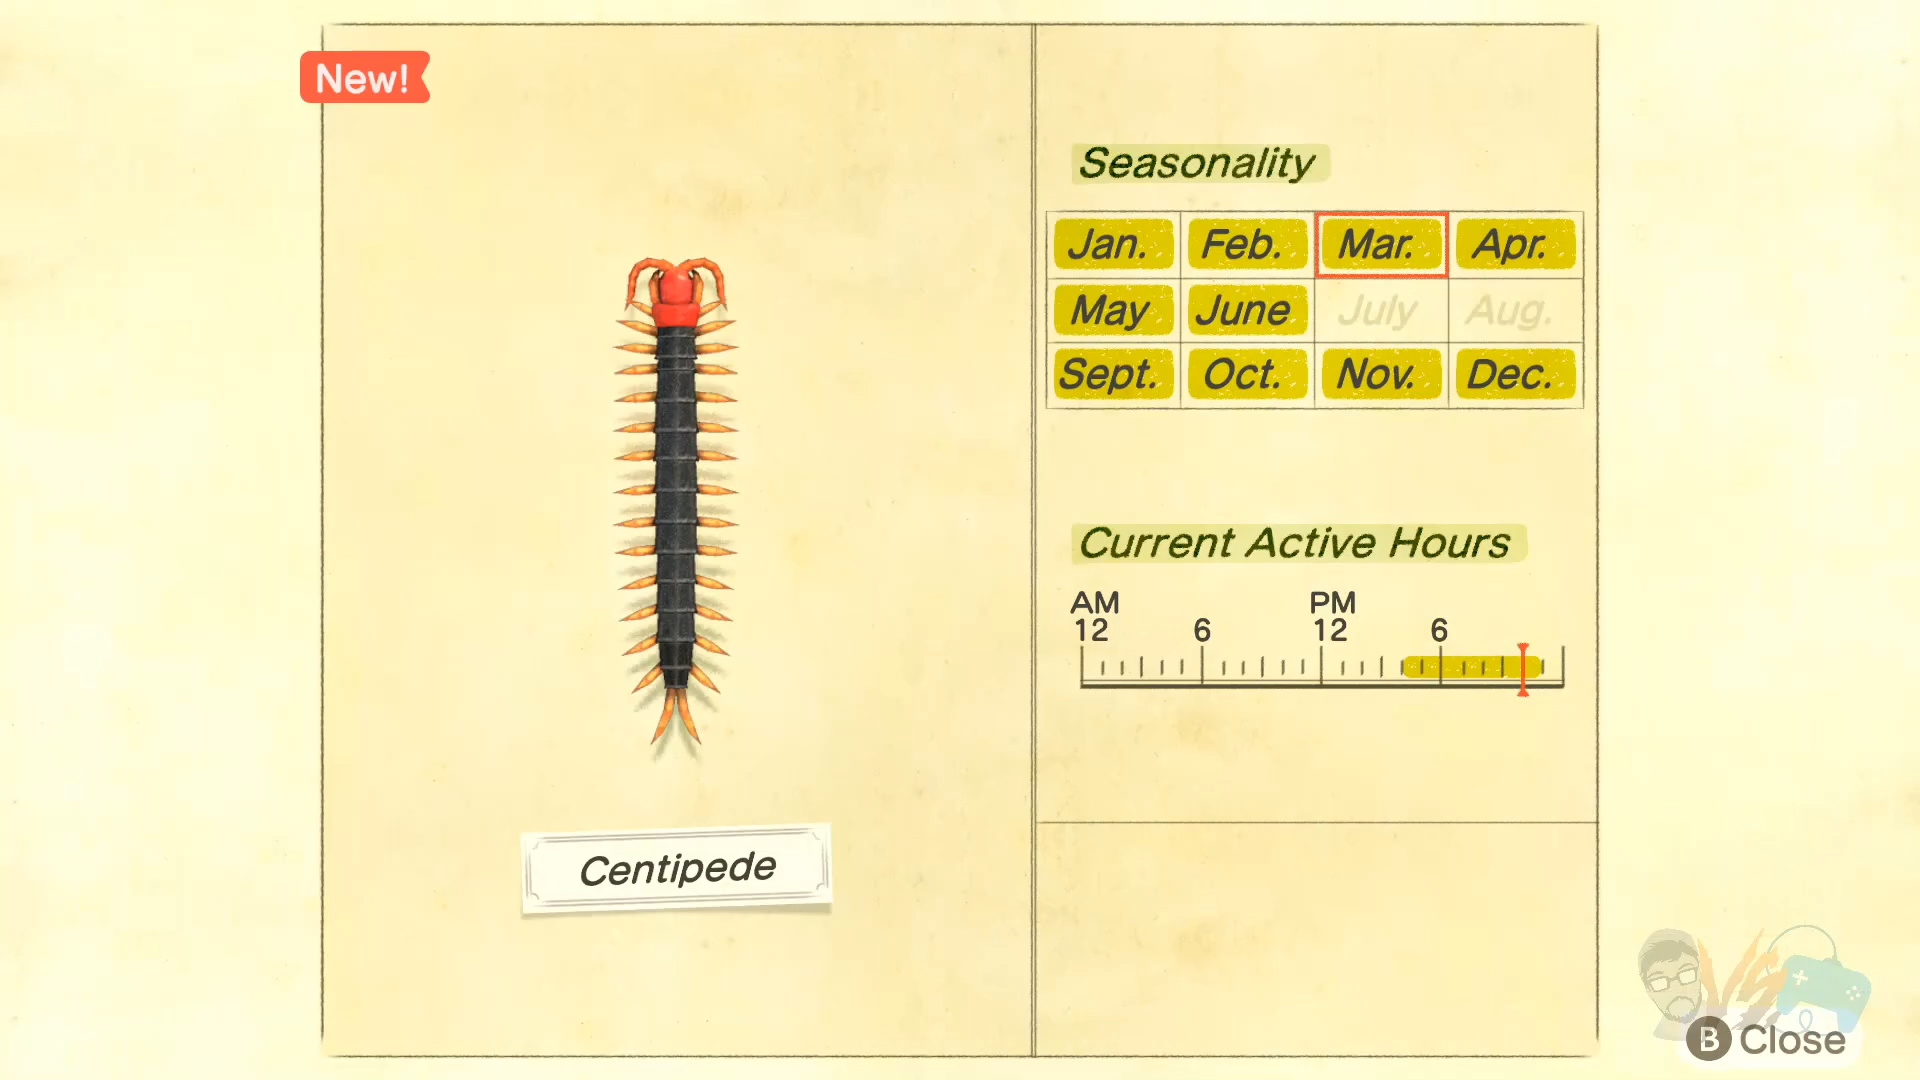 New!
Seasonality
Jan. Feb. Mar. Apr.
May June July Aug.
Sept. Oct. Nov. Dec.
Current Active Hours
AM PM
12 6 12 6
Centipede
VS
B Close